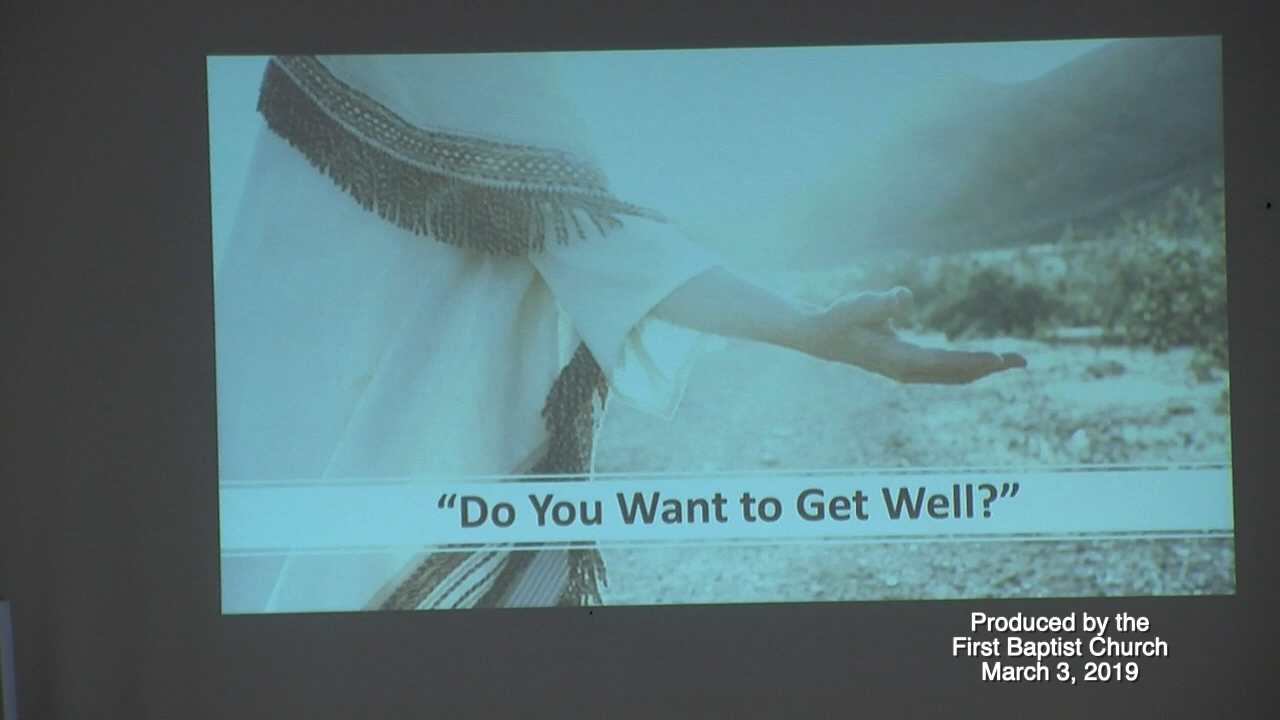 “Do You Want to Get Well?”
Produced by the
First Baptist Church
March 3, 2019